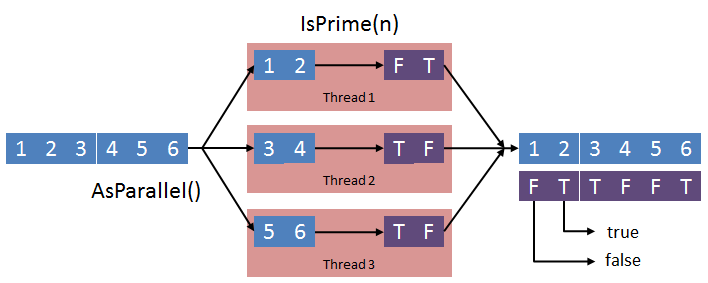 IsPrime(n)
1 2
F T
Thread 1
1 2 3 4 5 6
AsParallel()
3 4
T F
Thread 2
5 6
T F
Thread 3
1 2 3 4 5 6
F T T F F T
true
false